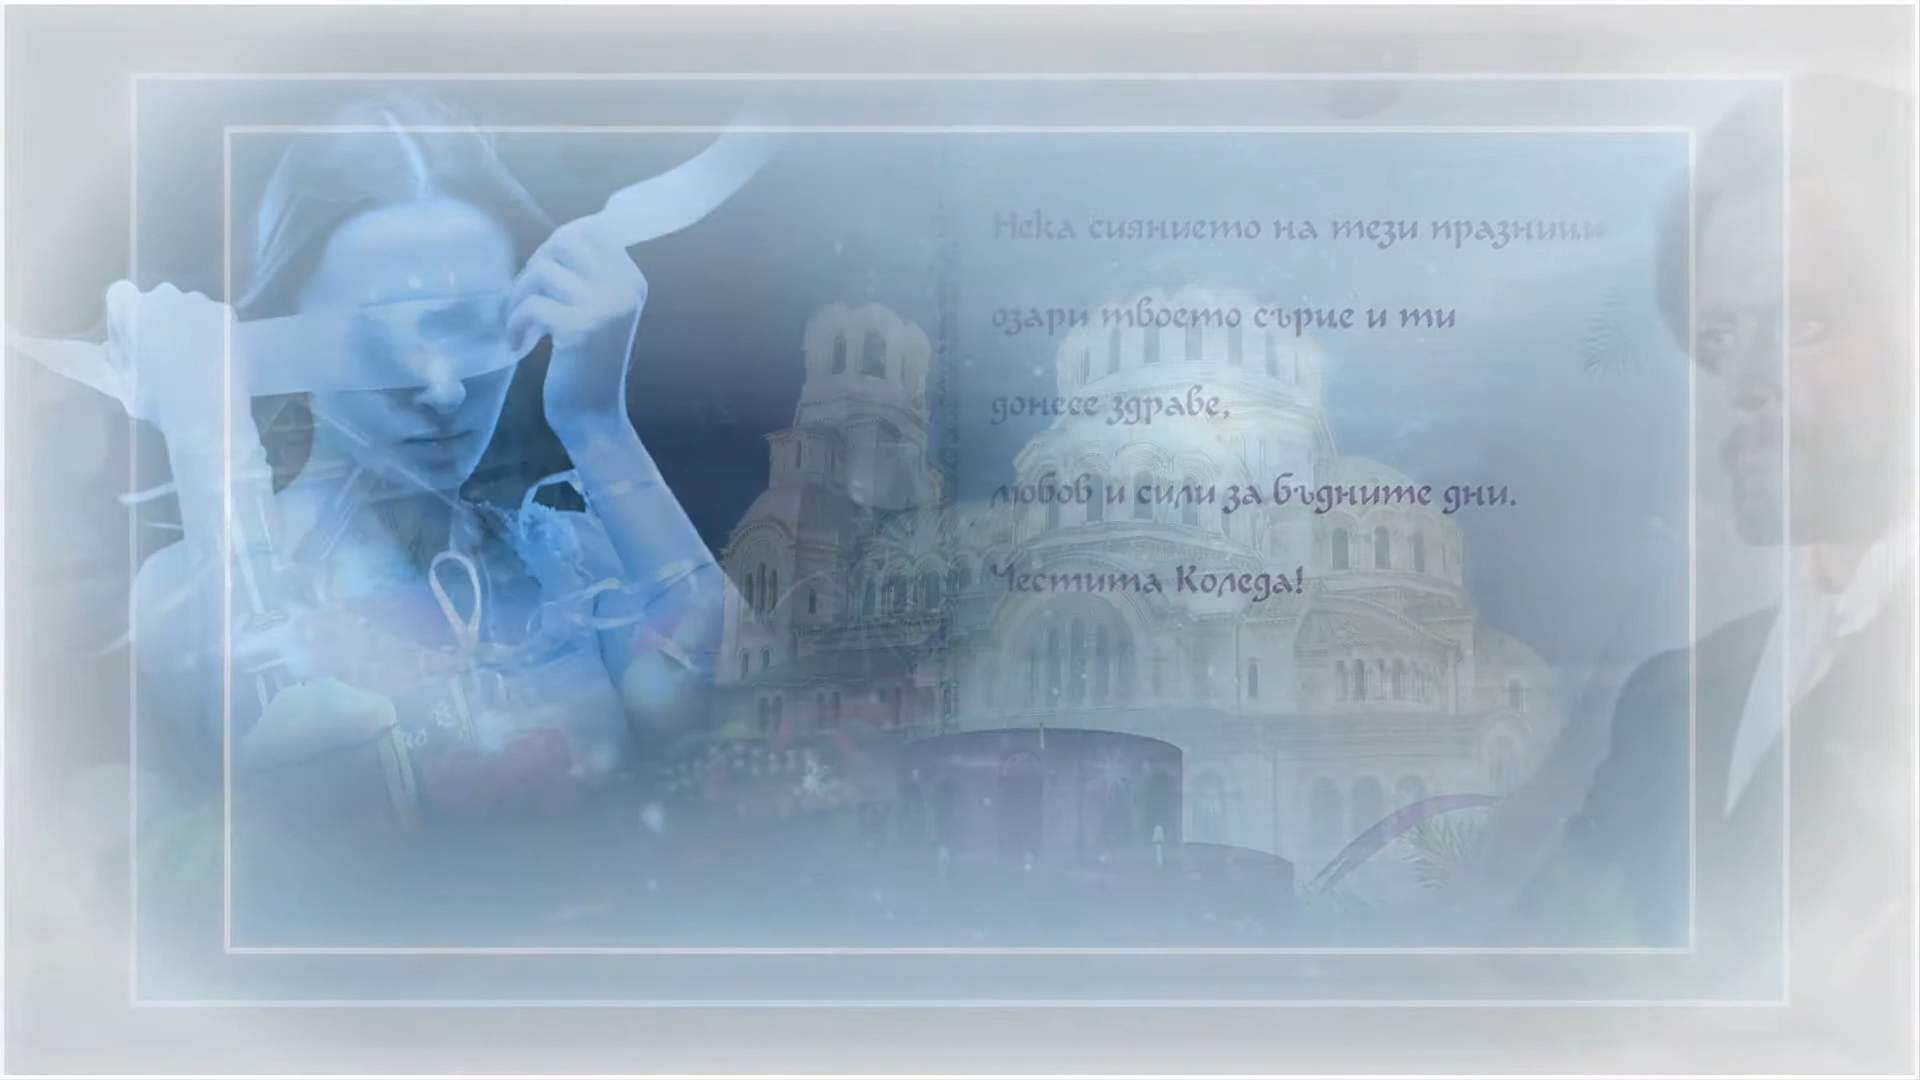 Нека сиянието на тези празници
озари твоето сърце и ти
донесе здраве,
любов и сили за бъдните дни.
Честита Коледа!